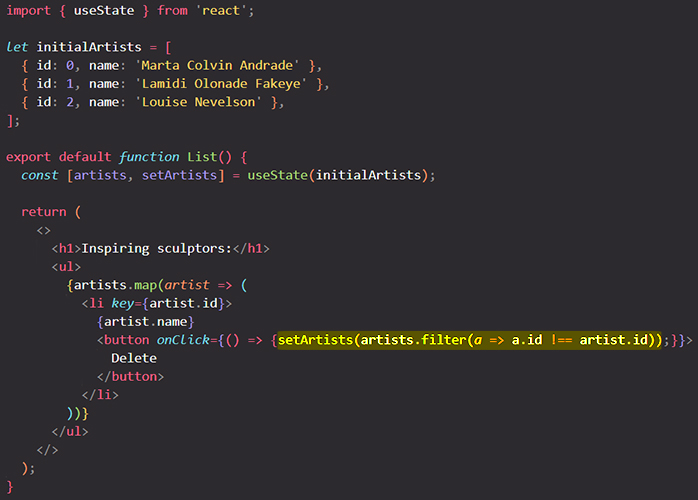 import { useState } from 'react';
let initialArtists = [
{ id: 0, name: 'Marta Colvin Andrade' },
{ id: 1, name: 'Lamidi Olonade Fakeye' },
{ id: 2, name: 'Louise Nevelson' },
];
export default function List() {
const [artists, setArtists] = useState(initialArtists);
return (
<>
<h1>Inspiring sculptors:</h1>
<ul>
{artists.map(artist => (
<li key={artist.id}>
{artist.name}
<button onClick={() => {setArtists(artists.filter(a => a.id !== artist.id));}}>
Delete
</button>
</li>
))}
</ul>
</>
);
}